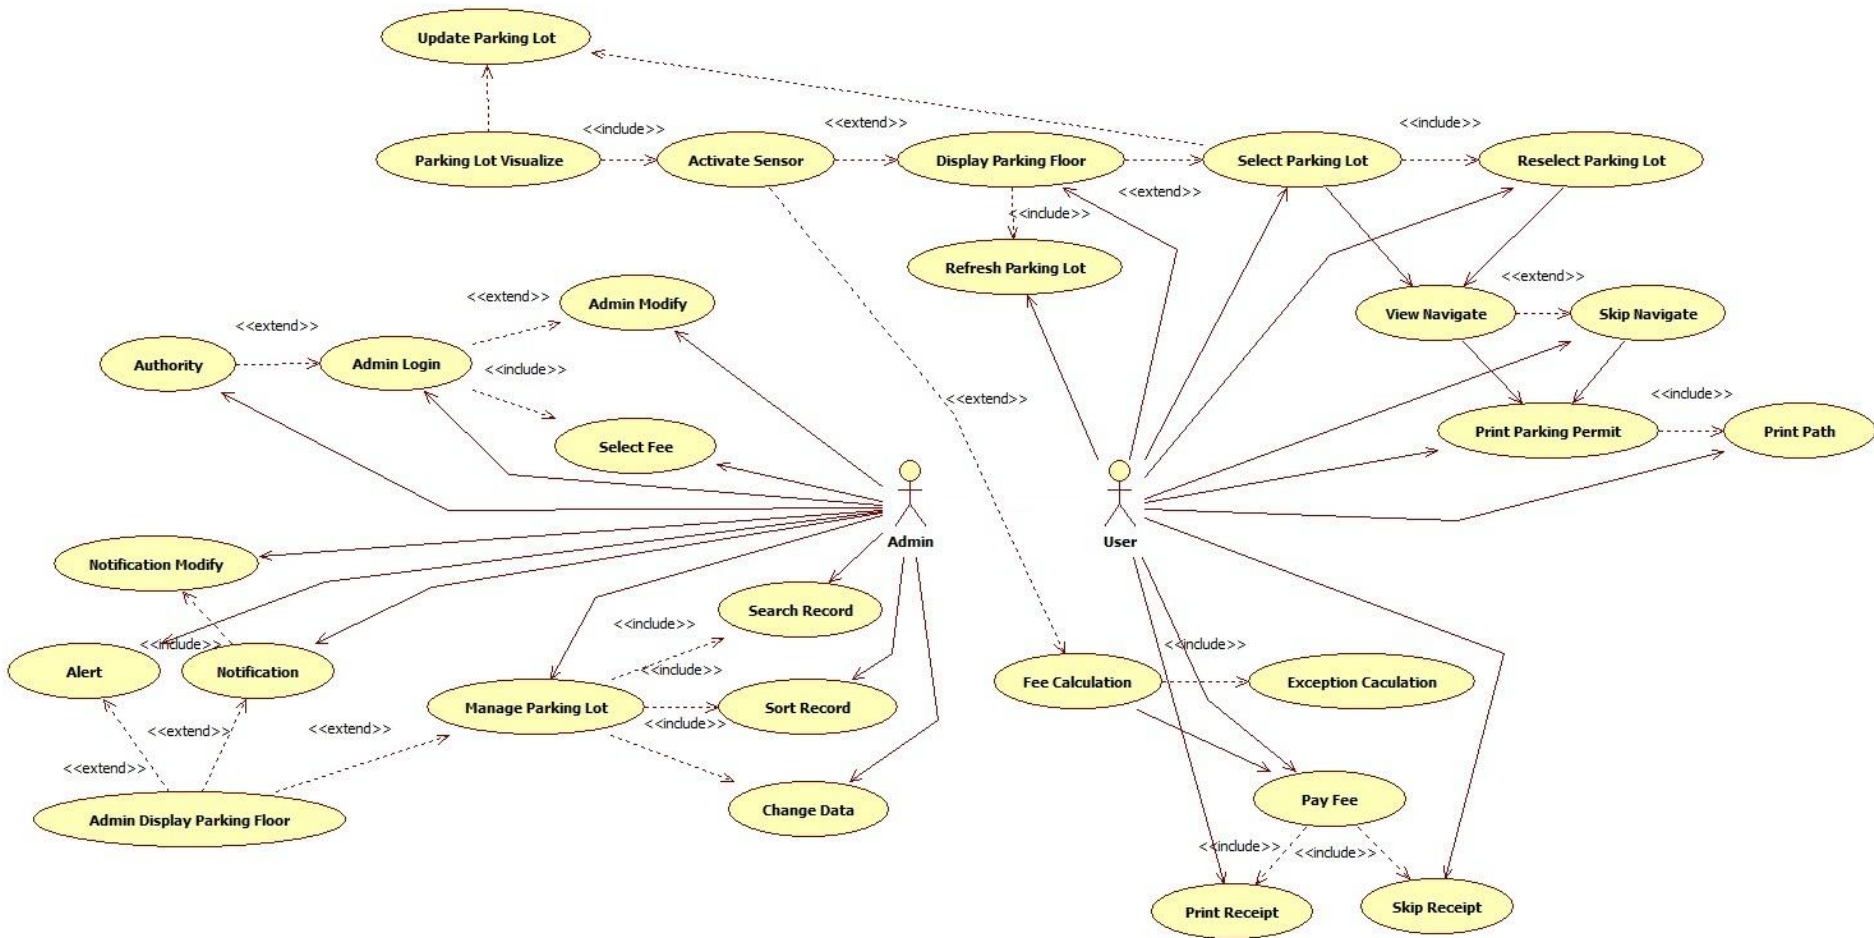 Update Parking Lot
<<include>>
<<extend>>
<<include>>
Parking Lot Visualize
Activate Sensor
Display Parking Floor
Select Parking Lot
Reselect Parking Lot
<<extend>>
<<include>>
Refresh Parking Lot
<<extend>>
<<extend>>
Admin Modify
View Navigate
Skip Navigate
<<extend>>
Authority
Admin Login
<<include>>
<<extend>>
<<include>>
Select Fee
Print Parking Permit
Print Path
Admin
User
Notification Modify
Search Record
<<include>>
<<include>>
<<include>>
Alert
Notification
<<include>>
Fee Calculation
Exception Caculation
Manage Parking Lot
Sort Record
<<include>>
<<extend>>
<<extend>>
<<extend>>
Pay Fee
Admin Display Parking Floor
Change Data
<<include>>
<<include>>
Print Receipt
Skip Receipt